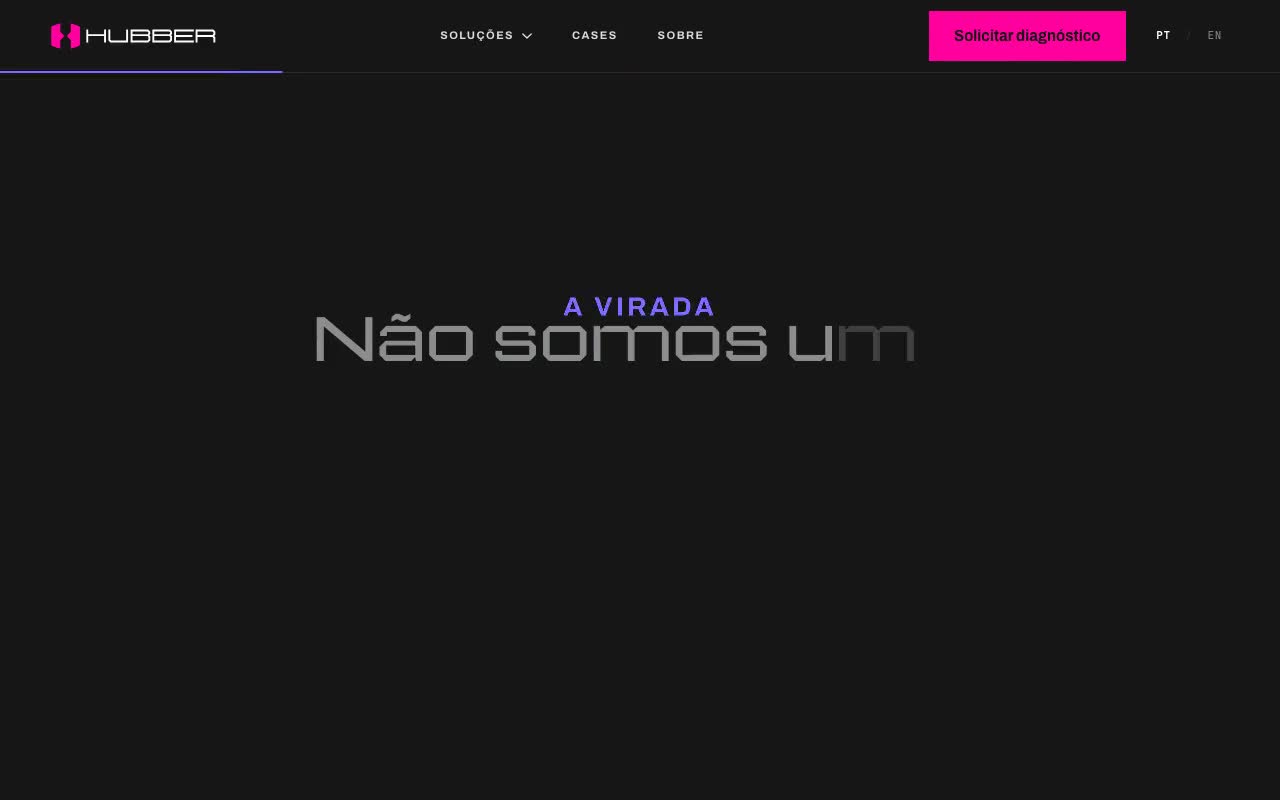 HUBBER
SOLUÇÕES
CASES
SOBRE
Solicitar diagnóstico
PT / EN
A VIRADA
Não somos um